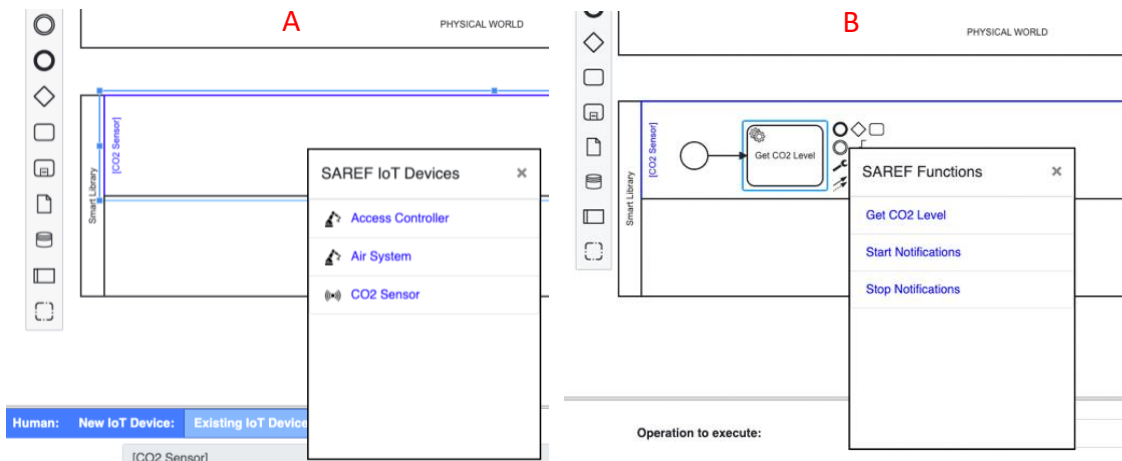 A
PHYSICAL WORLD
Smart Library
[CO2 Sensor]
SAREF IoT Devices ×
Access Controller
Air System
CO2 Sensor
Human: New IoT Device: Existing IoT Device
[CO2 Sensor]
B
PHYSICAL WORLD
Smart Library
[CO2 Sensor]
Get CO2 Level
SAREF Functions ×
Get CO2 Level
Start Notifications
Stop Notifications
Operation to execute: